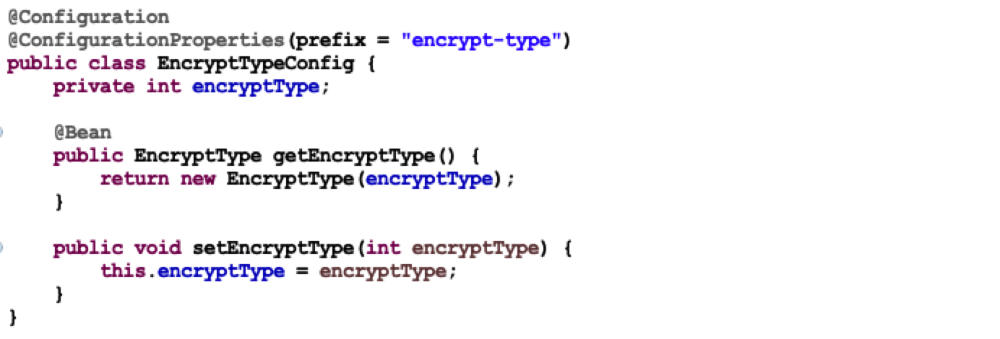 @Configuration
@ConfigurationProperties(prefix = "encrypt-type")
public class EncryptTypeConfig {
    private int encryptType;

    @Bean
    public EncryptType getEncryptType() {
        return new EncryptType(encryptType);
    }

    public void setEncryptType(int encryptType) {
        this.encryptType = encryptType;
    }
}